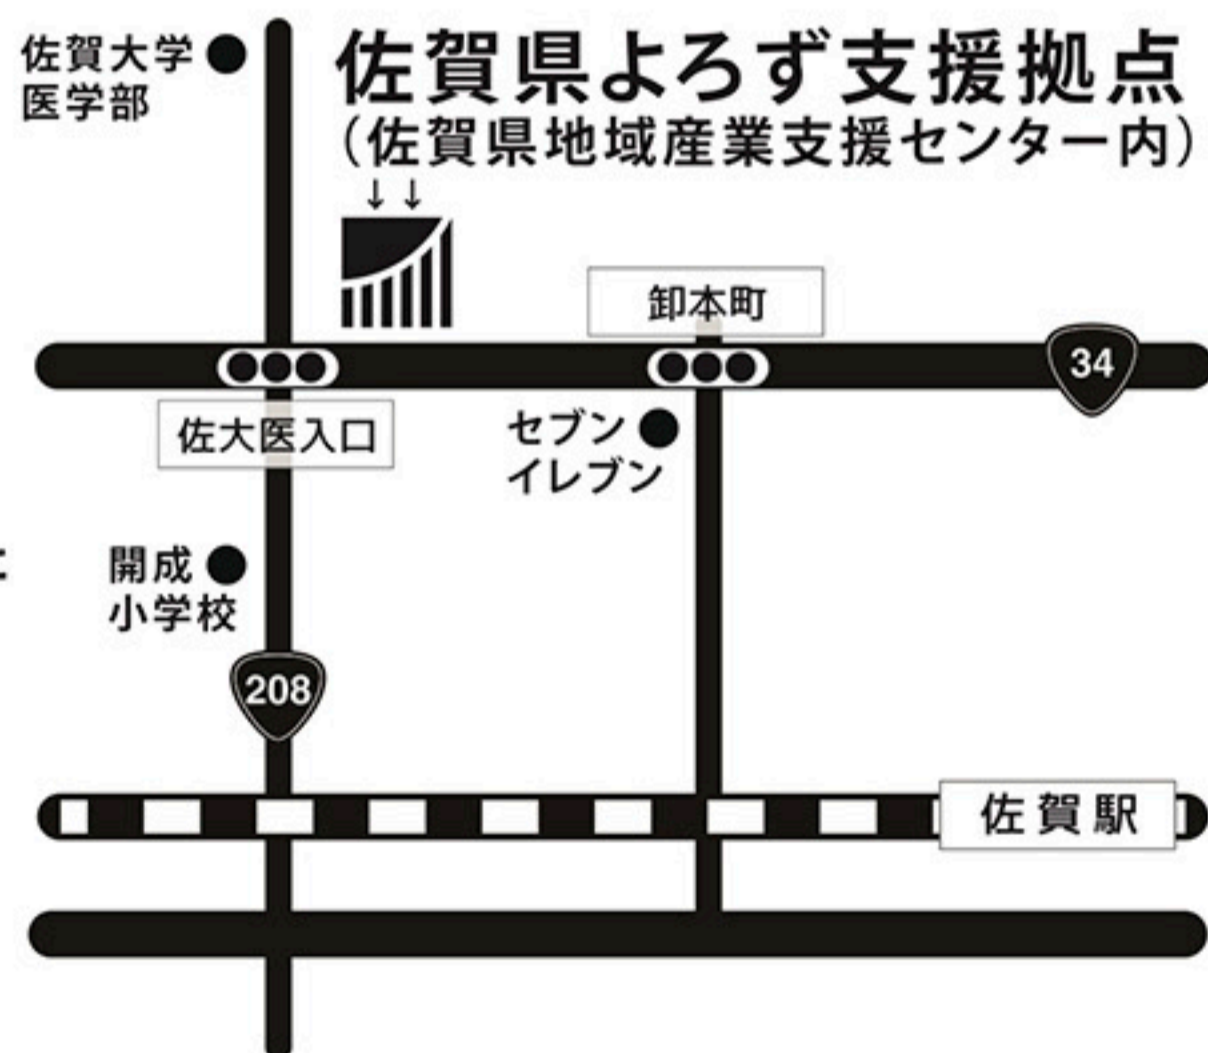 佐賀大学
医学部
佐賀県よろず支援拠点
（佐賀県地域産業支援センター内）
↓↓
卸本町
34
佐大医入口
セブン
イレブン
開成
小学校
208
佐賀駅